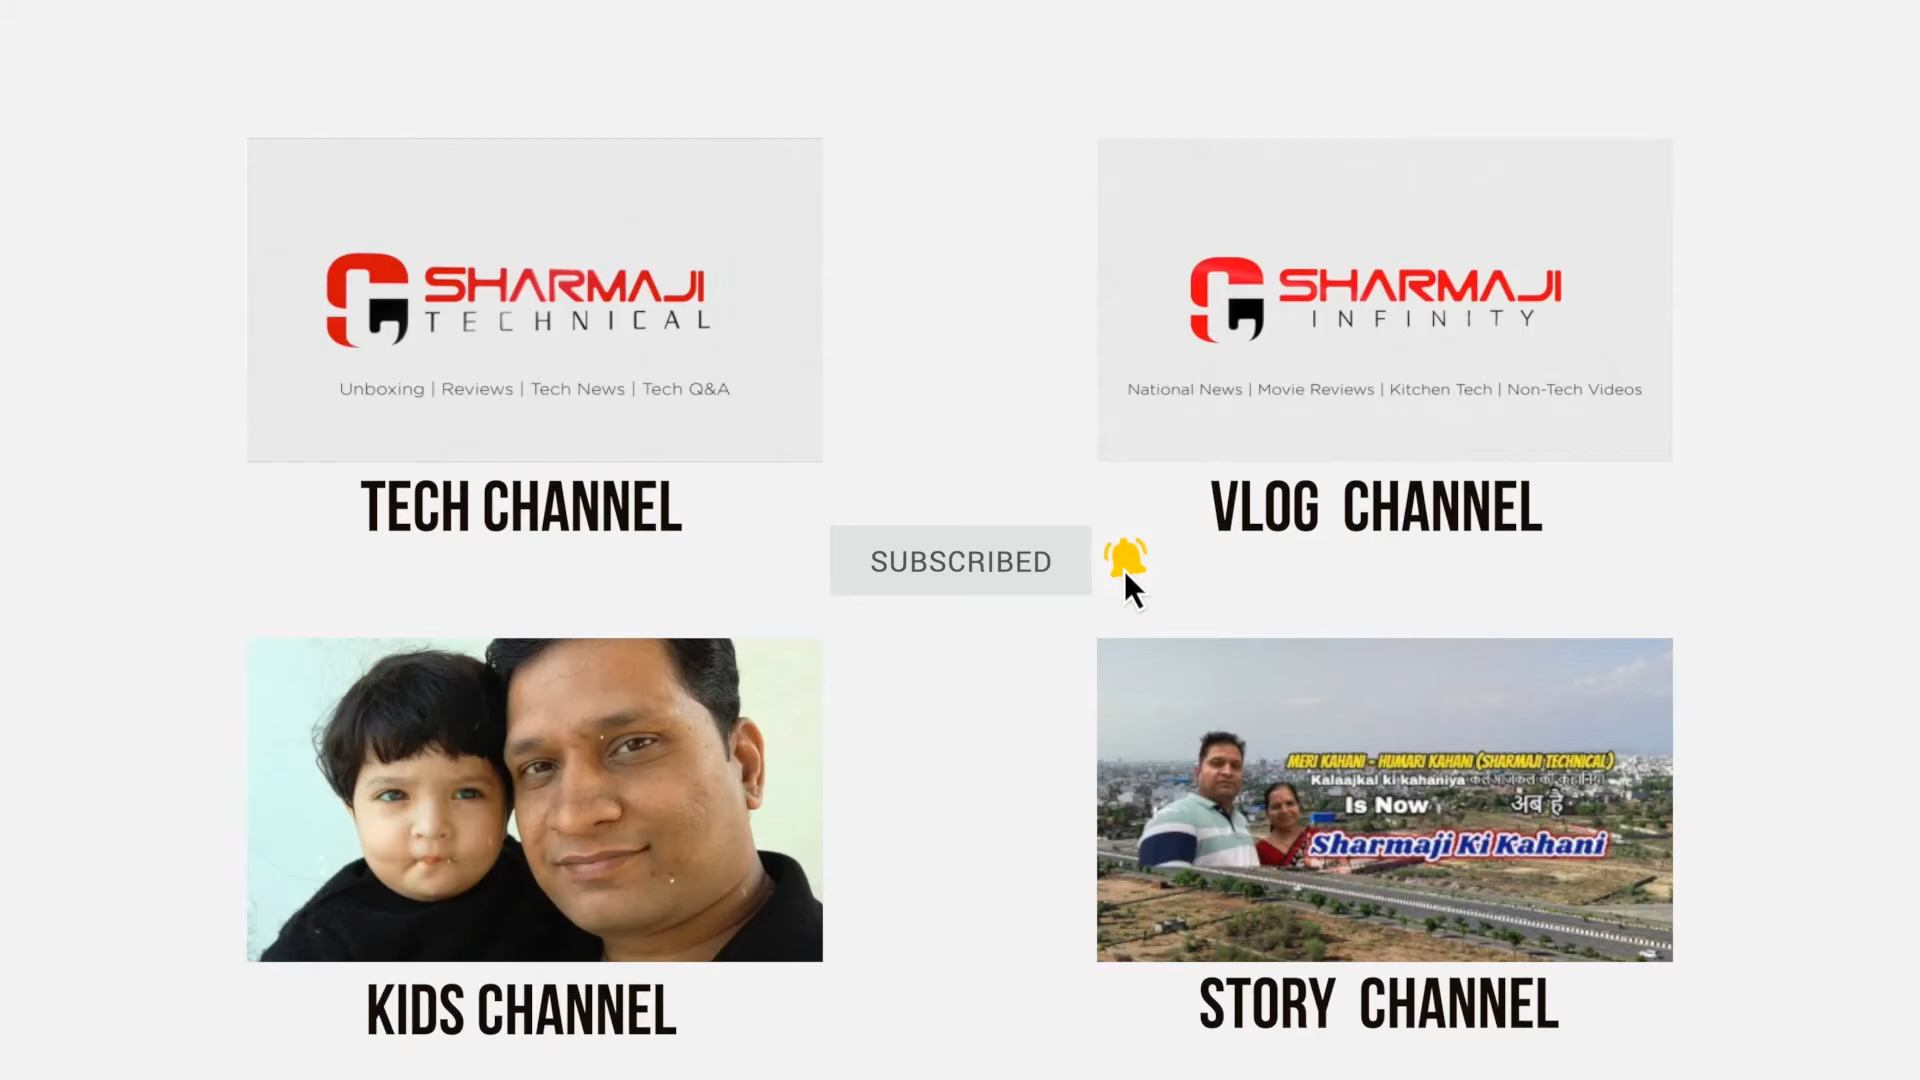 SHARMAJI
TECHNICAL
Unboxing | Reviews | Tech News | Tech Q&A
TECH CHANNEL
SHARMAJI
INFINITY
National News | Movie Reviews | Kitchen Tech | Non-Tech Videos
VLOG CHANNEL
SUBSCRIBED
KIDS CHANNEL
MERI KAHANI - HUMARI KAHANI (SHARMAJI TECHNICAL)
Kalaajkal ki kahaniya कलआजकल की कहानियां
Is Now अब है
Sharmaji Ki Kahani
STORY CHANNEL